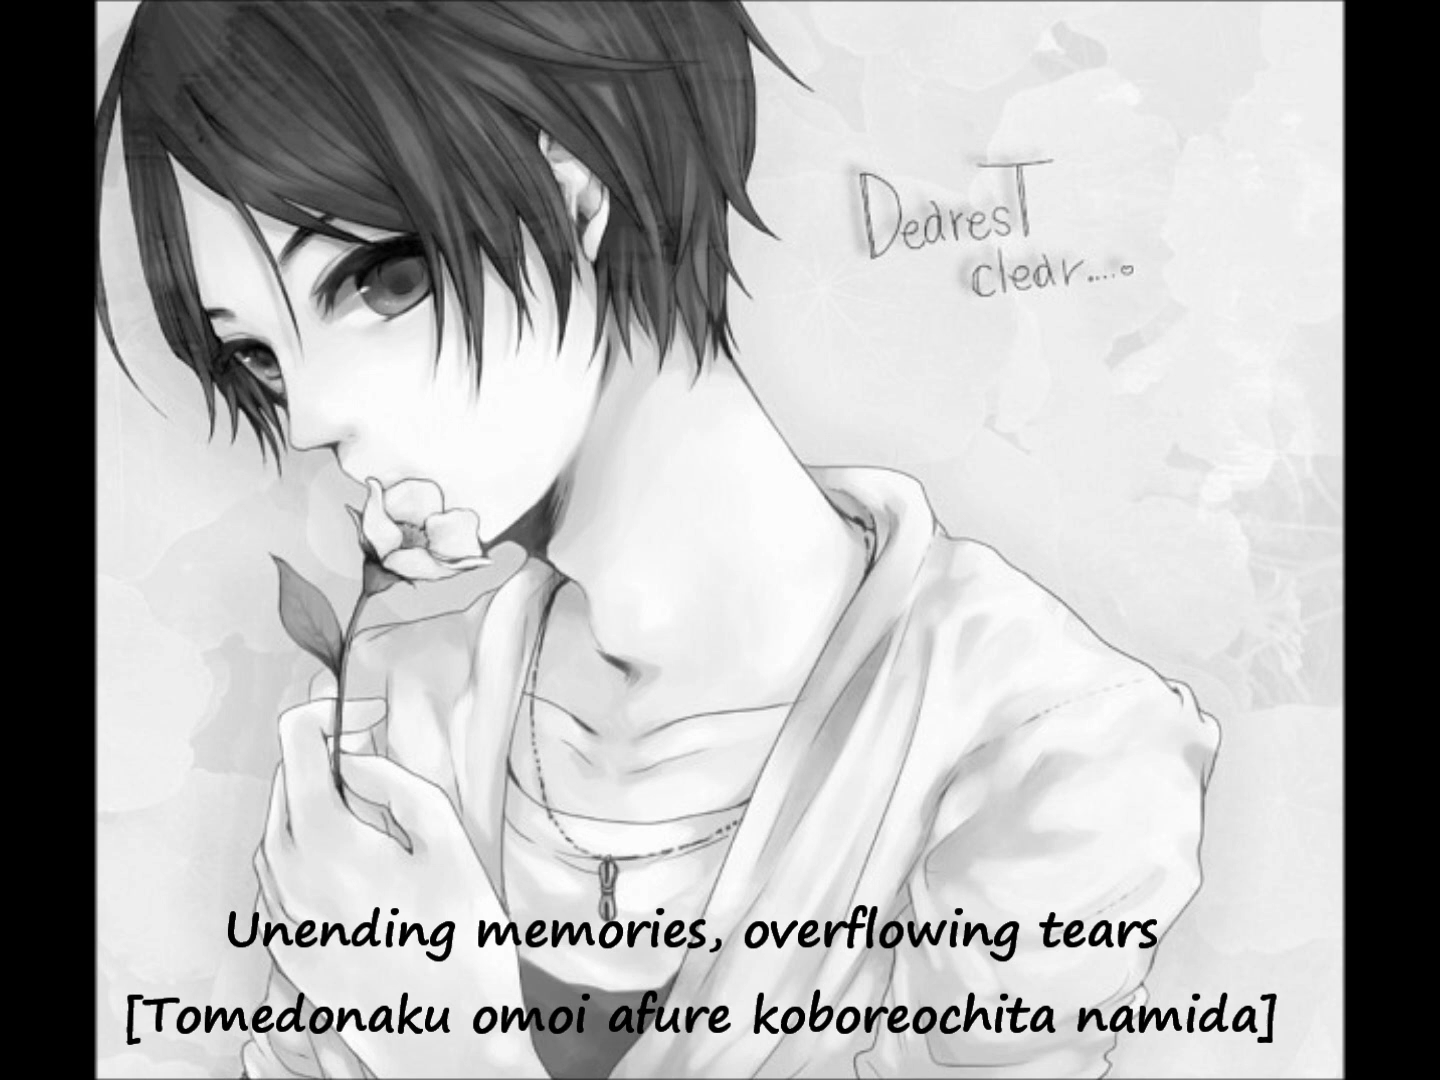 DearesT
clear....○
Unending memories, overflowing tears
[Tomedonaku omoi afure koboreochita namida]